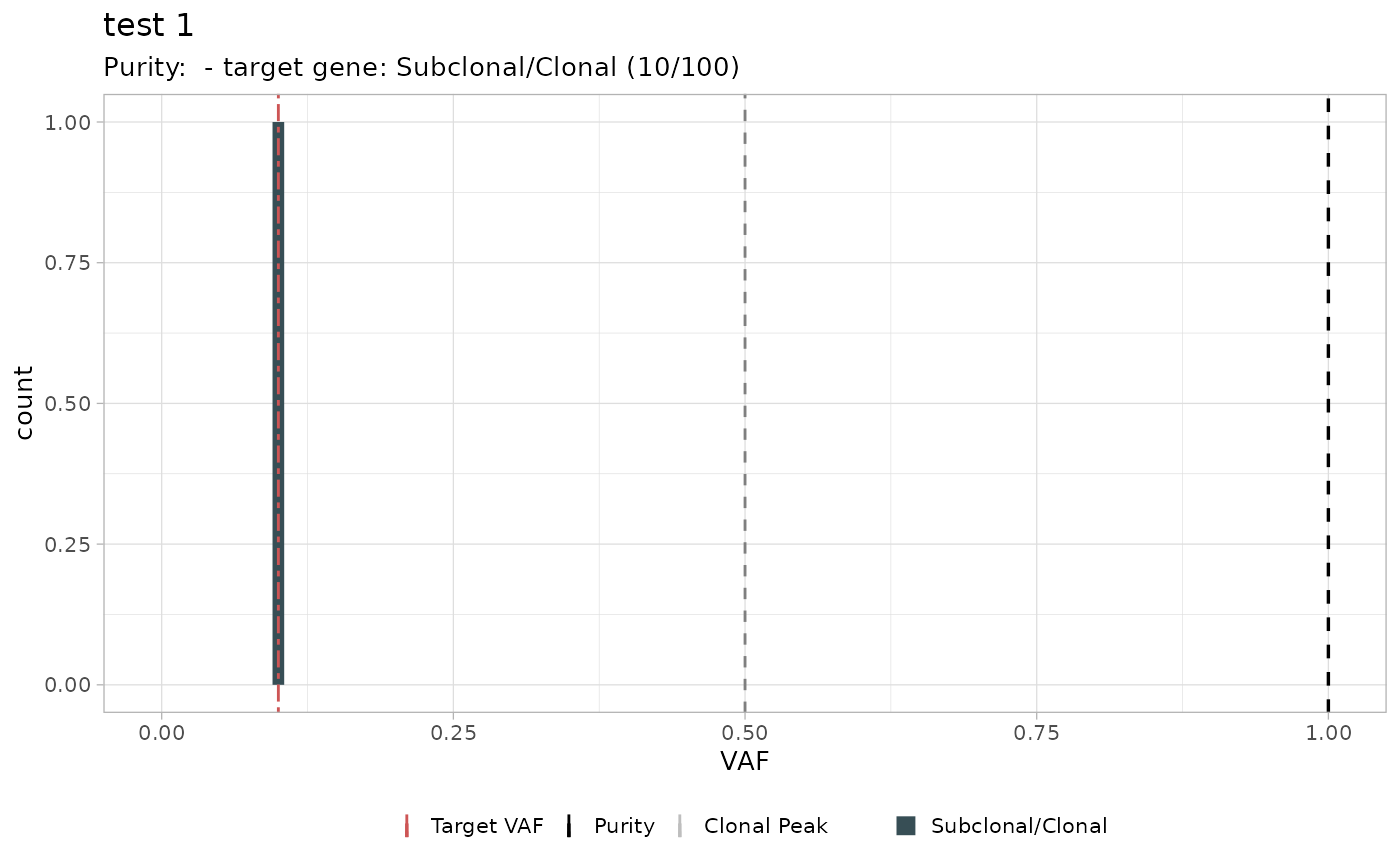 test 1
Purity:  - target gene: Subclonal/Clonal (10/100)
1.00
0.75
0.50
0.25
0.00
count
0.00 0.25 0.50 0.75 1.00
VAF
Target VAF Purity Clonal Peak Subclonal/Clonal